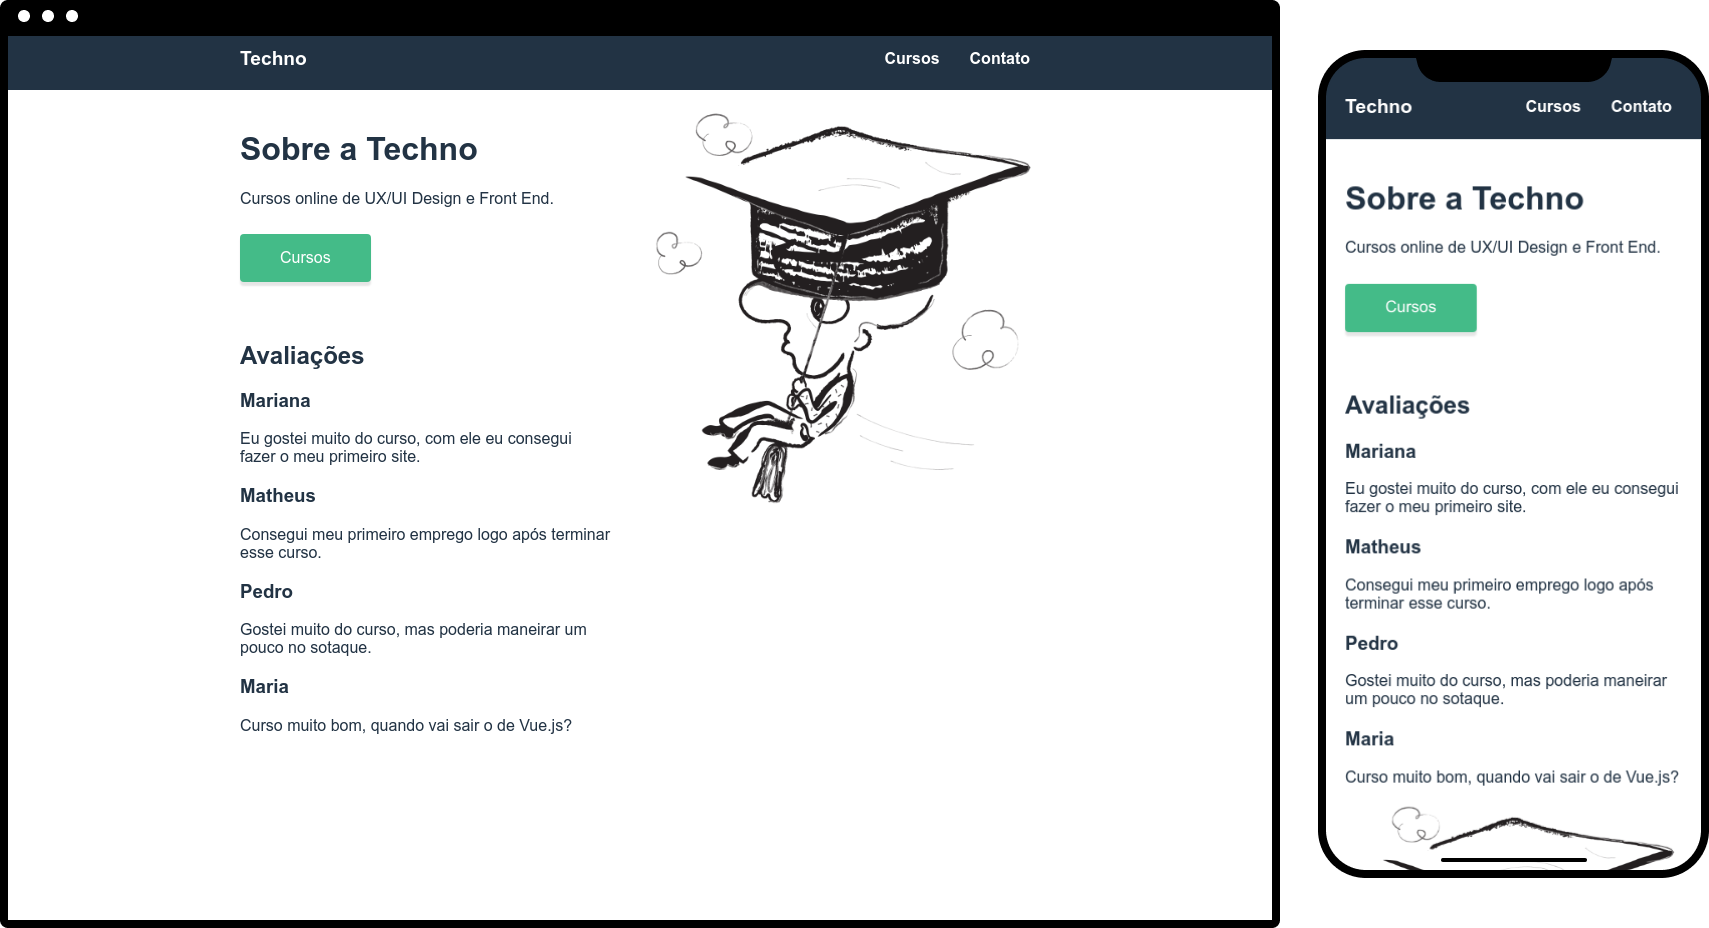 Techno
Cursos Contato
Sobre a Techno
Cursos online de UX/UI Design e Front End.
Cursos
Avaliações
Mariana
Eu gostei muito do curso, com ele eu consegui
fazer o meu primeiro site.
Matheus
Consegui meu primeiro emprego logo após terminar
esse curso.
Pedro
Gostei muito do curso, mas poderia maneirar um
pouco no sotaque.
Maria
Curso muito bom, quando vai sair o de Vue.js?
Techno
Cursos Contato
Sobre a Techno
Cursos online de UX/UI Design e Front End.
Cursos
Avaliações
Mariana
Eu gostei muito do curso, com ele eu consegui
fazer o meu primeiro site.
Matheus
Consegui meu primeiro emprego logo após
terminar esse curso.
Pedro
Gostei muito do curso, mas poderia maneirar
um pouco no sotaque.
Maria
Curso muito bom, quando vai sair o de Vue.js?